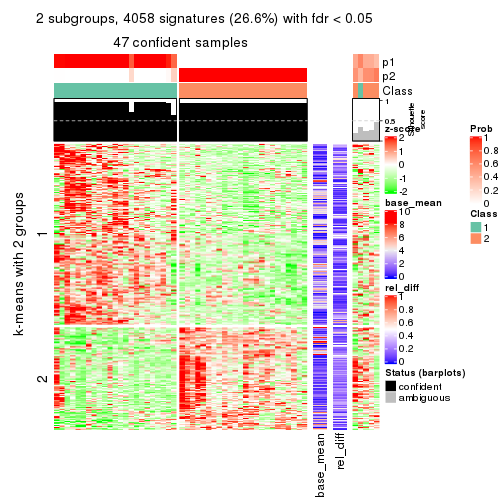 2 subgroups, 4058 signatures (26.6%) with fdr < 0.05
47 confident samples
p1
p2
Class
1
0.5
0
Silhouette
score
k-means with 2 groups
1
2
base_mean
rel_diff
z-score
2
1
0
-1
-2
base_mean
10
8
6
4
2
0
rel_diff
1
0.8
0.6
0.4
0.2
0
Status (barplots)
confident
ambiguous
Prob
1
0.8
0.6
0.4
0.2
0
Class
1
2